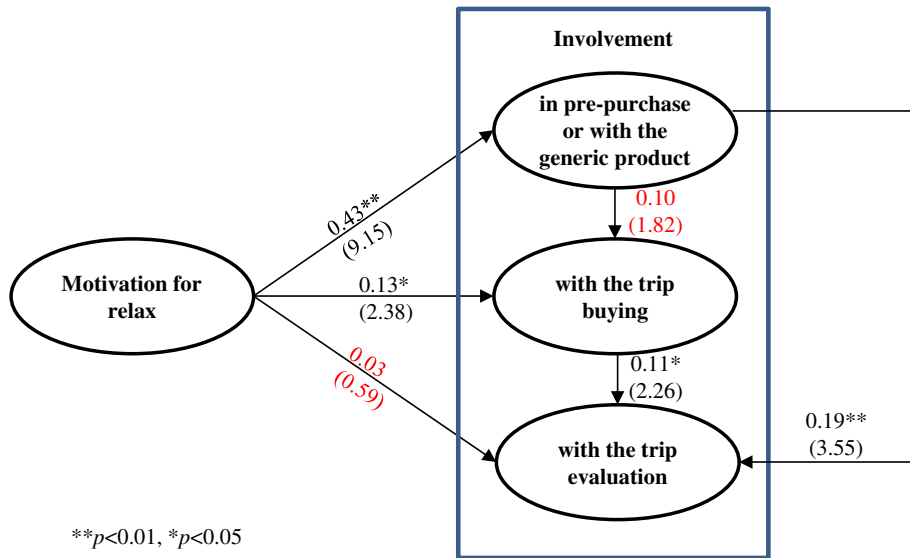 Involvement
in pre-purchase
or with the
generic product
0.43**
(9.15)
0.10
(1.82)
Motivation for
relax
0.13*
(2.38)
with the trip
buying
0.03
(0.59)
0.11*
(2.26)
0.19**
(3.55)
with the trip
evaluation
**p<0.01, *p<0.05